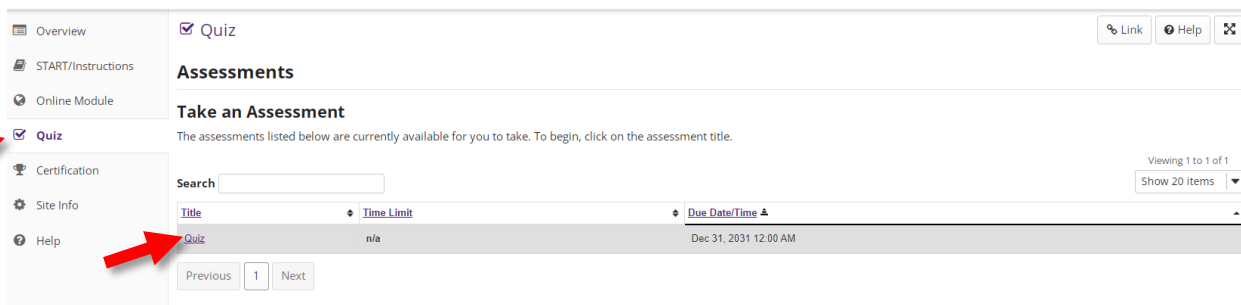 Overview
START/Instructions
Online Module
Quiz
Certification
Site Info
Help
Quiz
Link
Help
Assessments
Take an Assessment
The assessments listed below are currently available for you to take. To begin, click on the assessment title.
Viewing 1 to 1 of 1
Search
Show 20 items
Title Time Limit Due Date/Time
Quiz n/a Dec 31, 2031 12:00 AM
Previous 1 Next